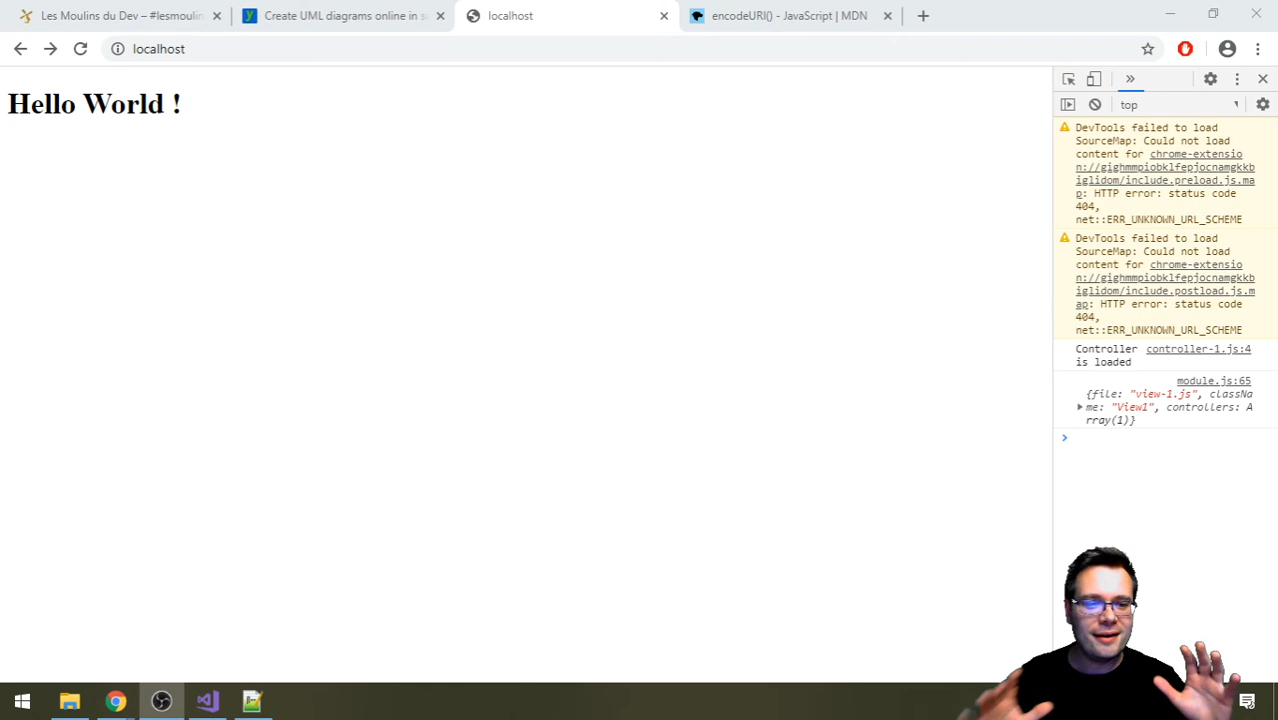 Les Moulins du Dev – #lesmoulin
Create UML diagrams online in s
localhost
encodeURI() - JavaScript | MDN
localhost
Hello World !
top
DevTools failed to load
SourceMap: Could not load
content for chrome-extensio
n://gighmmpiobklfepjocnamgkkb
iglidom/include.preload.js.ma
p: HTTP error: status code
404,
net::ERR_UNKNOWN_URL_SCHEME
DevTools failed to load
SourceMap: Could not load
content for chrome-extensio
n://gighmmpiobklfepjocnamgkkb
iglidom/include.postload.js.m
ap: HTTP error: status code
404,
net::ERR_UNKNOWN_URL_SCHEME
Controller controller-1.js:4
is loaded
module.js:65
{file: "view-1.js", classNa
me: "View1", controllers: A
rray(1)}